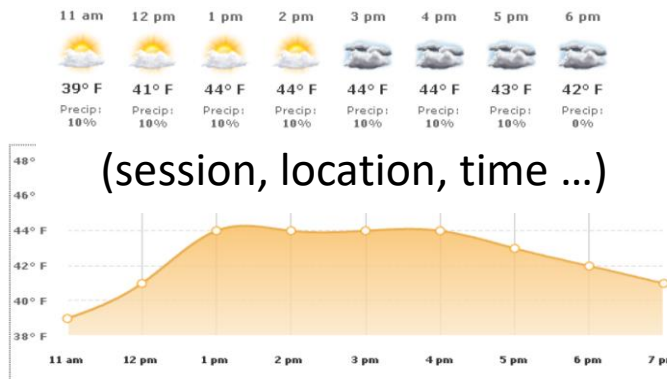 11 am 12 pm 1 pm 2 pm 3 pm 4 pm 5 pm 6 pm
39° F 41° F 44° F 44° F 44° F 44° F 43° F 42° F
Precip: Precip: Precip: Precip: Precip: Precip: Precip: Precip:
10% 10% 10% 10% 10% 10% 10% 0%
48°
(session, location, time …)
46°
44° F
42° F
40° F
38° F
11 am 12 pm 1 pm 2 pm 3 pm 4 pm 5 pm 6 pm 7 p